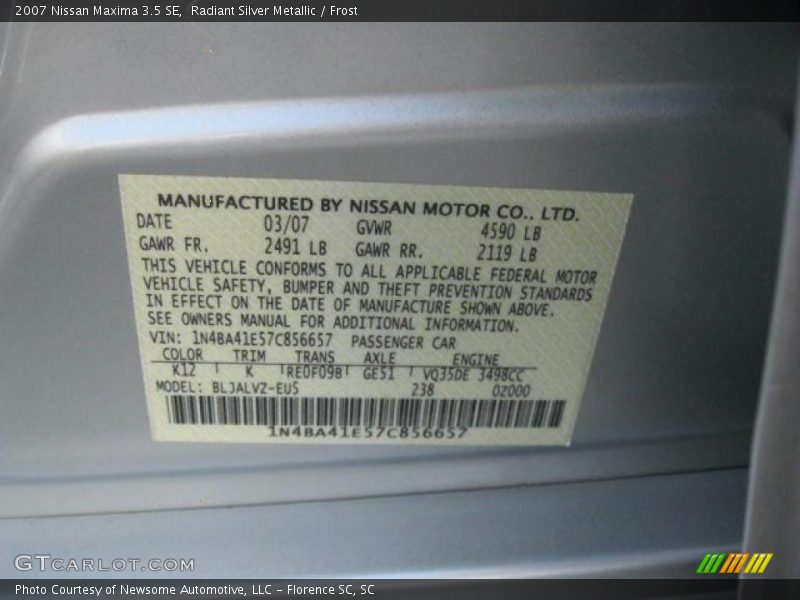 2007 Nissan Maxima 3.5 SE, Radiant Silver Metallic / Frost
MANUFACTURED BY NISSAN MOTOR CO., LTD.
DATE 03/07 GVWR 4590 LB
GAWR FR. 2491 LB GAWR RR. 2119 LB
THIS VEHICLE CONFORMS TO ALL APPLICABLE FEDERAL MOTOR
VEHICLE SAFETY, BUMPER AND THEFT PREVENTION STANDARDS
IN EFFECT ON THE DATE OF MANUFACTURE SHOWN ABOVE.
SEE OWNERS MANUAL FOR ADDITIONAL INFORMATION.
VIN: 1N4BA41E57C856657 PASSENGER CAR
COLOR TRIM TRANS AXLE ENGINE
K12 K RE0F09B GE51 VQ35DE 3498CC
MODEL: BLJALVZ-EU5 238 0Z000
1N4BA41E57C856657
GTCARLOT.COM
Photo Courtesy of Newsome Automotive, LLC - Florence SC, SC